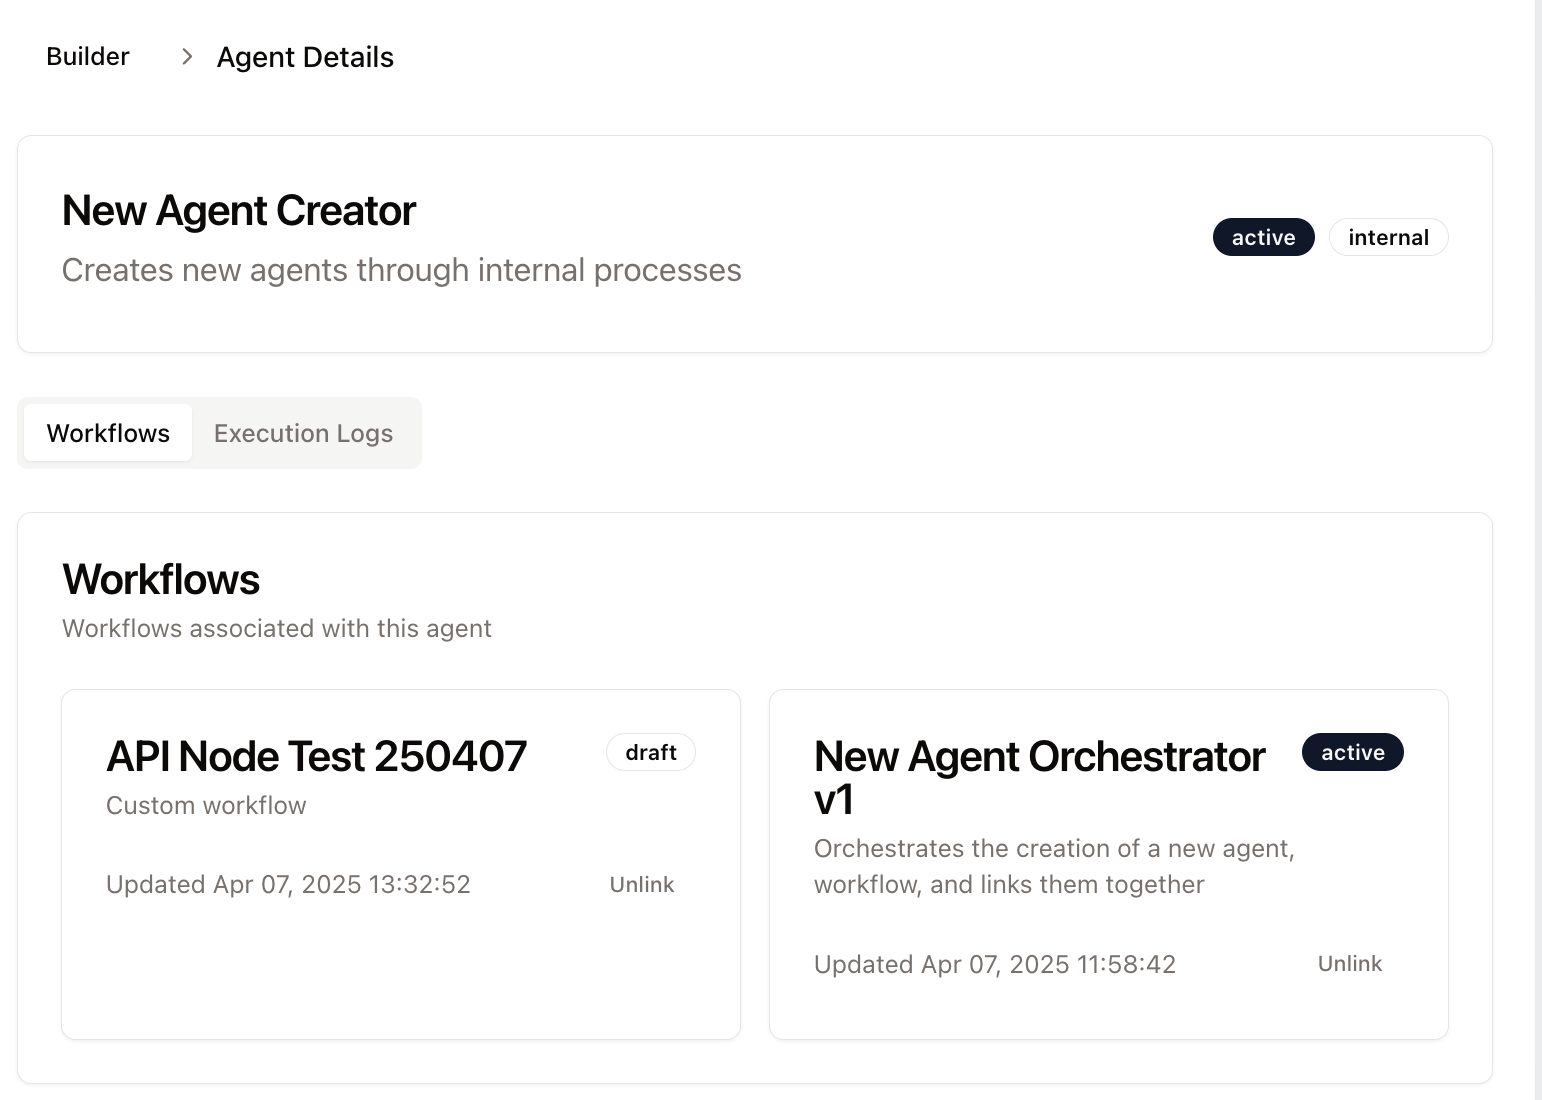 Builder > Agent Details
New Agent Creator
Creates new agents through internal processes
active internal
Workflows Execution Logs
Workflows
Workflows associated with this agent
API Node Test 250407 draft
Custom workflow
Updated Apr 07, 2025 13:32:52 Unlink
New Agent Orchestrator active
v1
Orchestrates the creation of a new agent,
workflow, and links them together
Updated Apr 07, 2025 11:58:42 Unlink